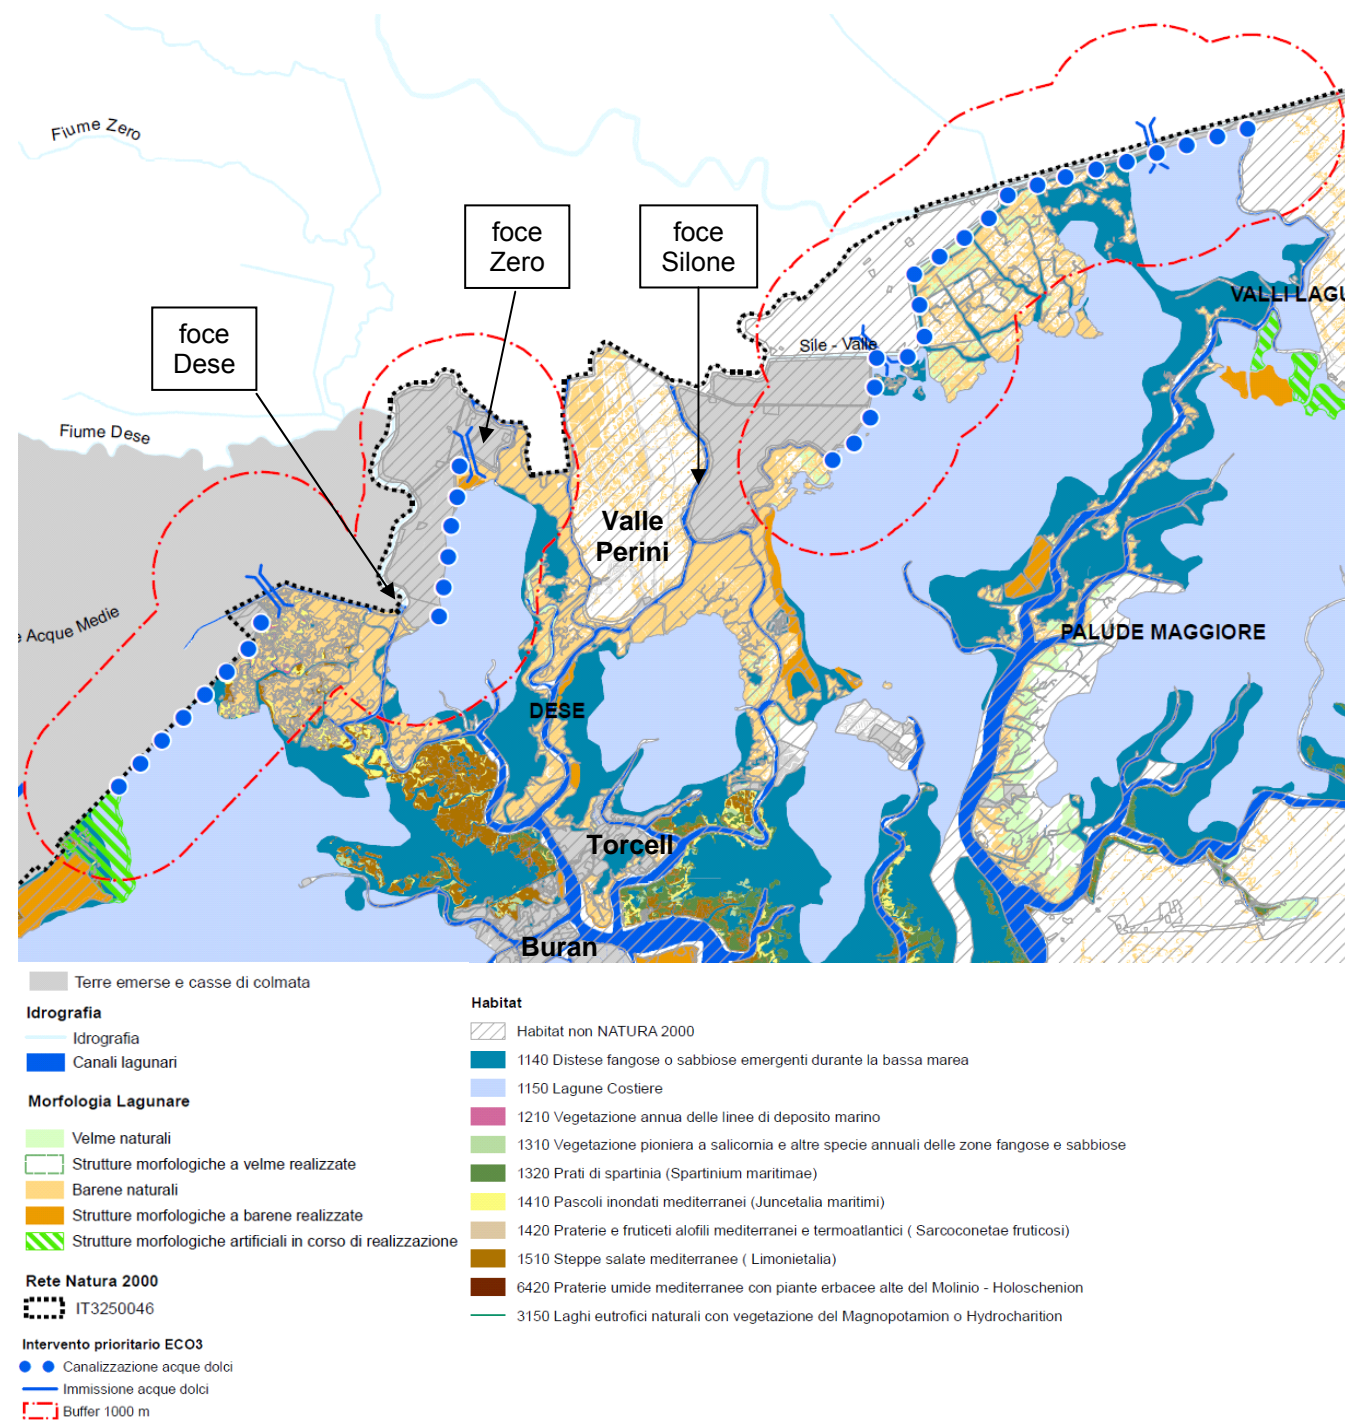 Fiume Zero
foce
Zero
foce
Silone
foce
Dese
VALLI LAGU
Sile - Valle
Fiume Dese
Valle
Perini
e Acque Medie
PALUDE MAGGIORE
DESE
Torcell
Buran
Terre emerse e casse di colmata
Idrografia
Idrografia
Canali lagunari
Morfologia Lagunare
Velme naturali
Strutture morfologiche a velme realizzate
Barene naturali
Strutture morfologiche a barene realizzate
Strutture morfologiche artificiali in corso di realizzazione
Rete Natura 2000
IT3250046
Intervento prioritario ECO3
Canalizzazione acque dolci
Immissione acque dolci
Buffer 1000 m
Habitat
Habitat non NATURA 2000
1140 Distese fangose o sabbiose emergenti durante la bassa marea
1150 Lagune Costiere
1210 Vegetazione annua delle linee di deposito marino
1310 Vegetazione pioniera a salicornia e altre specie annuali delle zone fangose e sabbiose
1320 Prati di spartinia (Spartinium maritimae)
1410 Pascoli inondati mediterranei (Juncetalia maritimi)
1420 Praterie e fruticeti alofili mediterranei e termoatlantici ( Sarcoconetae fruticosi)
1510 Steppe salate mediterranee ( Limonietalia)
6420 Praterie umide mediterranee con piante erbacee alte del Molinio - Holoschenion
3150 Laghi eutrofici naturali con vegetazione del Magnopotamion o Hydrocharition